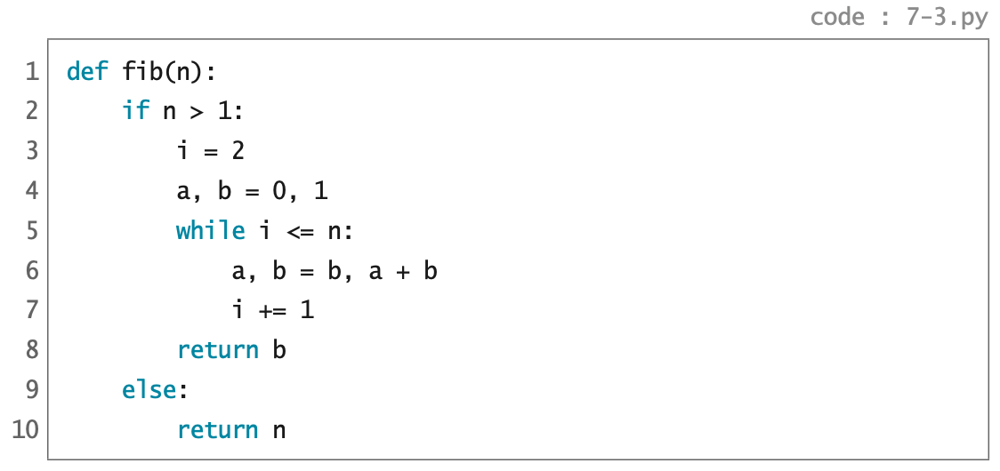 code : 7-3.py
1 def fib(n):
2     if n > 1:
3         i = 2
4         a, b = 0, 1
5         while i <= n:
6             a, b = b, a + b
7             i += 1
8         return b
9     else:
10         return n